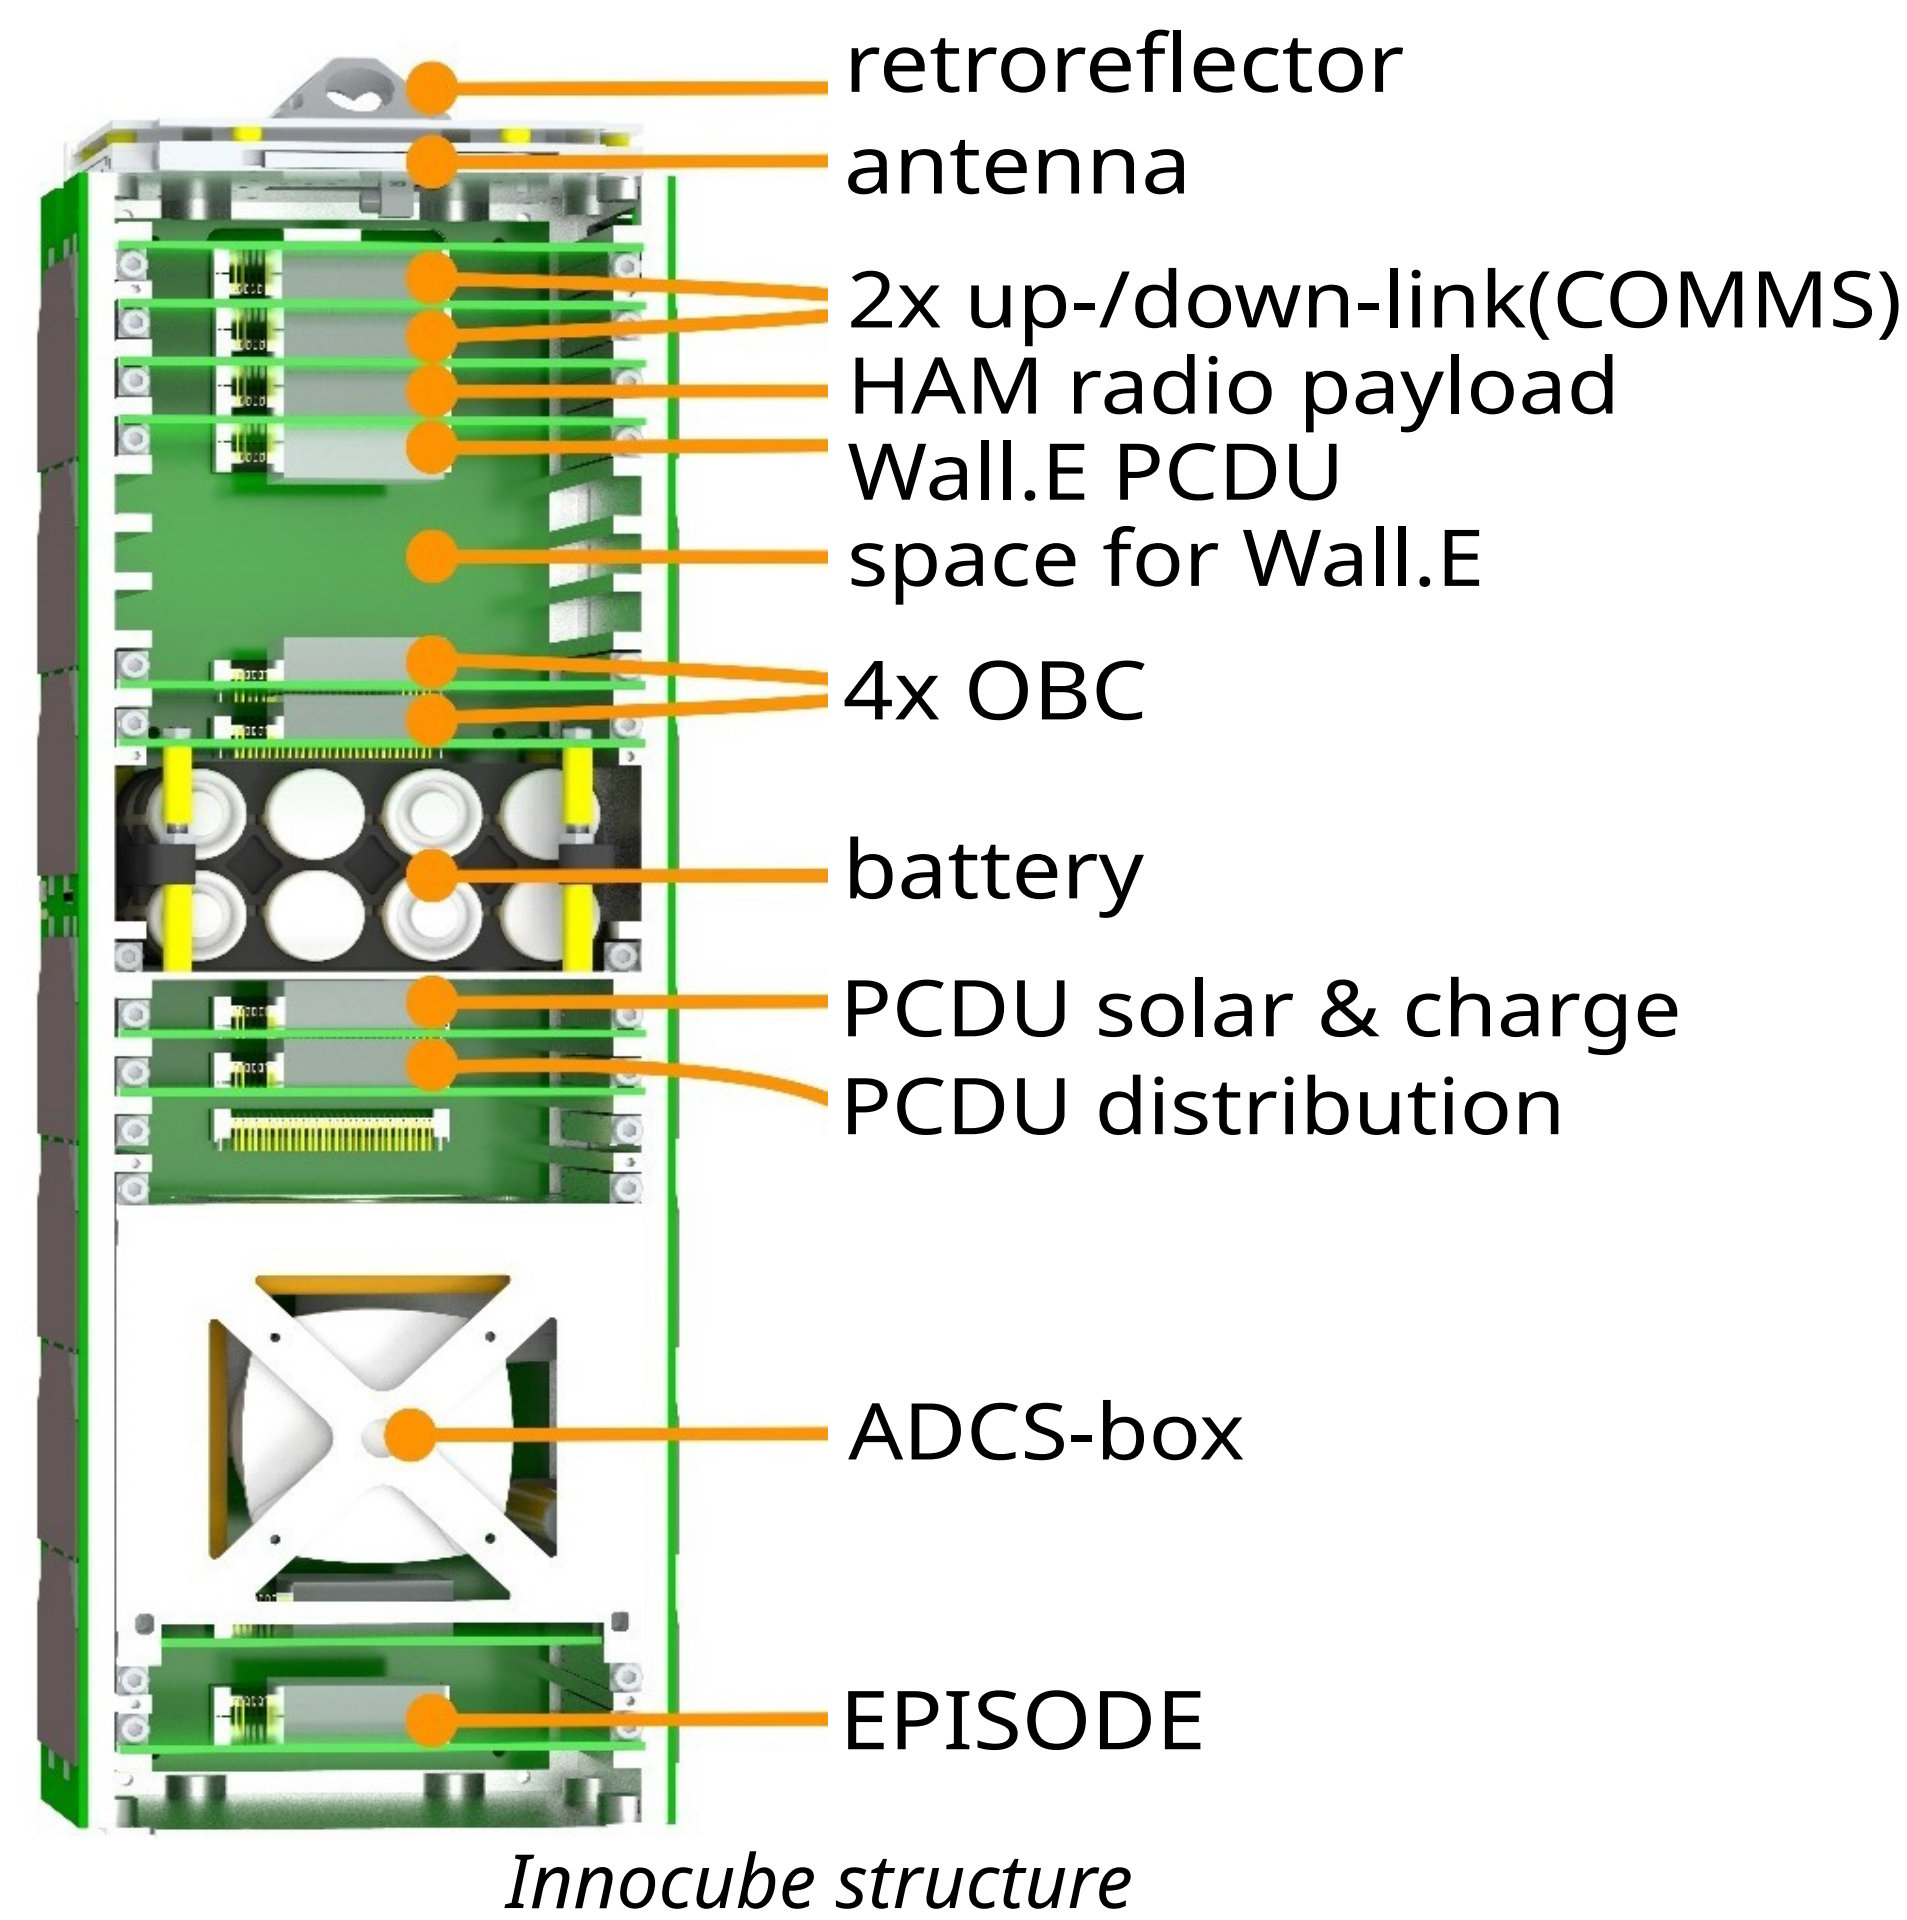 retroreflector
antenna
2x up-/down-link(COMMS)
HAM radio payload
Wall.E PCDU
space for Wall.E
4x OBC
battery
PCDU solar & charge
PCDU distribution
ADCS-box
EPISODE
Innocube structure